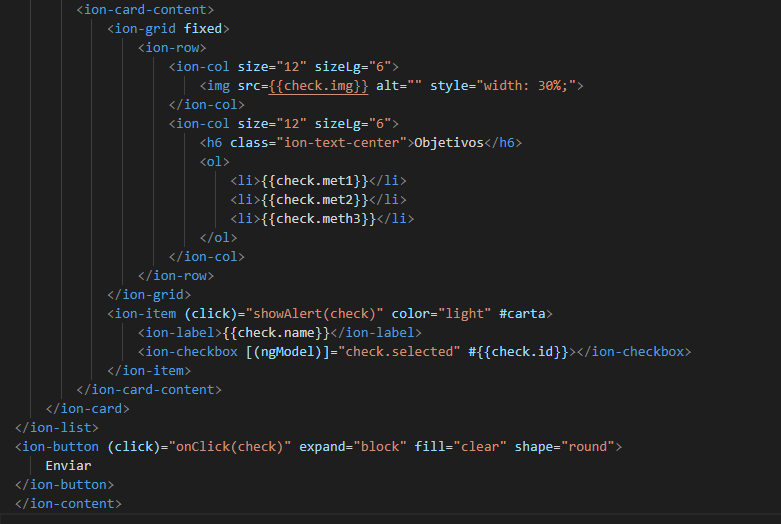 <ion-card-content>
<ion-grid fixed>
<ion-row>
<ion-col size="12" sizeLg="6">
<img src={{check.img}} alt="" style="width: 30%;">
</ion-col>
<ion-col size="12" sizeLg="6">
<h6 class="ion-text-center">Objetivos</h6>
<ol>
<li>{{check.met1}}</li>
<li>{{check.met2}}</li>
<li>{{check.meth3}}</li>
</ol>
</ion-col>
</ion-row>
</ion-grid>
<ion-item (click)="showAlert(check)" color="light" #carta>
<ion-label>{{check.name}}</ion-label>
<ion-checkbox [(ngModel)]="check.selected" #{{check.id}}></ion-checkbox>
</ion-item>
</ion-card-content>
</ion-card>
</ion-list>
<ion-button (click)="onClick(check)" expand="block" fill="clear" shape="round">
Enviar
</ion-button>
</ion-content>